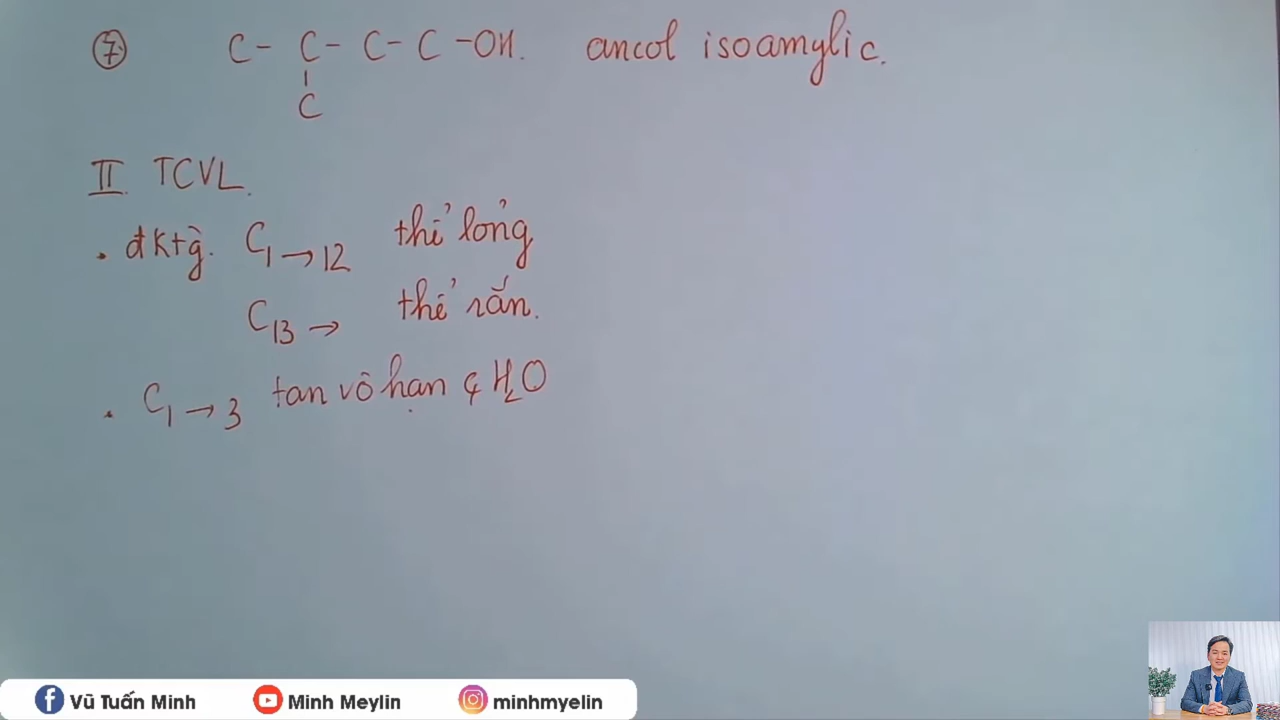 ⑦ C - C - C - C - OH. ancol isoamylic.
C
II. TCVL.
. đktg̀. C₁→₁₂ thể lỏng
C₁₃→ thể rắn.
. C₁→₃ tan vô hạn H₂O
Vũ Tuấn Minh Minh Meylin minhmyelin